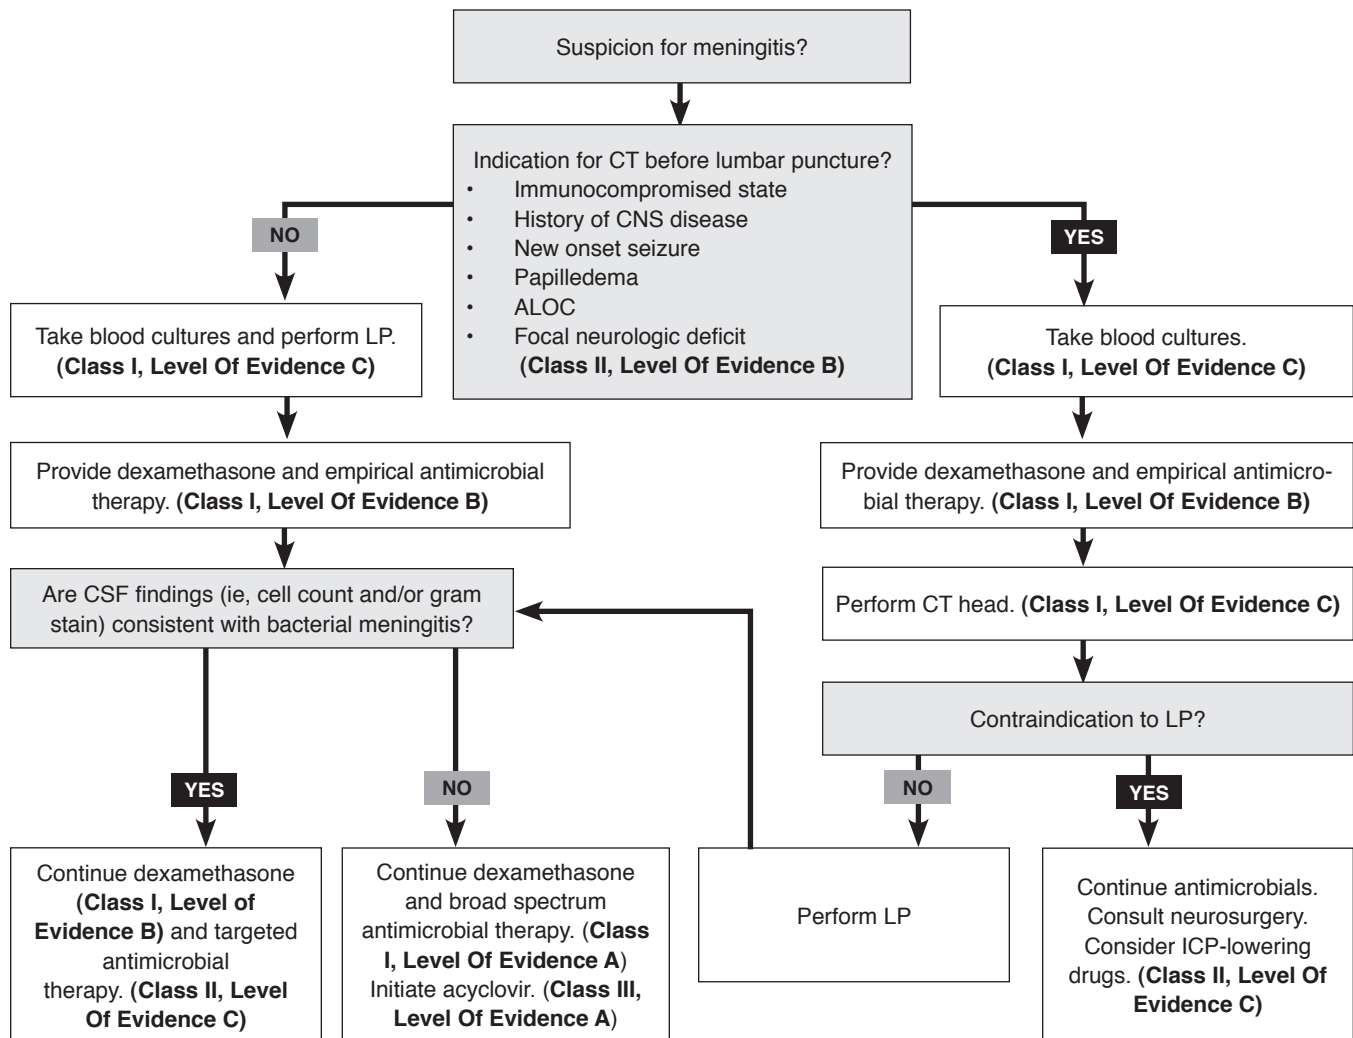 Suspicion for meningitis?
Indication for CT before lumbar puncture?
• Immunocompromised state
• History of CNS disease
• New onset seizure
• Papilledema
• ALOC
• Focal neurologic deficit
(Class II, Level Of Evidence B)
NO
YES
Take blood cultures and perform LP.
(Class I, Level Of Evidence C)
Take blood cultures.
(Class I, Level Of Evidence C)
Provide dexamethasone and empirical antimicrobial
therapy. (Class I, Level Of Evidence B)
Provide dexamethasone and empirical antimicro-
bial therapy. (Class I, Level Of Evidence B)
Are CSF findings (ie, cell count and/or gram
stain) consistent with bacterial meningitis?
Perform CT head. (Class I, Level Of Evidence C)
Contraindication to LP?
YES
NO
NO
YES
Continue dexamethasone
(Class I, Level of
Evidence B) and targeted
antimicrobial
therapy. (Class II, Level
Of Evidence C)
Continue dexamethasone
and broad spectrum
antimicrobial therapy. (Class
I, Level Of Evidence A)
Initiate acyclovir. (Class III,
Level Of Evidence A)
Perform LP
Continue antimicrobials.
Consult neurosurgery.
Consider ICP-lowering
drugs. (Class II, Level Of
Evidence C)